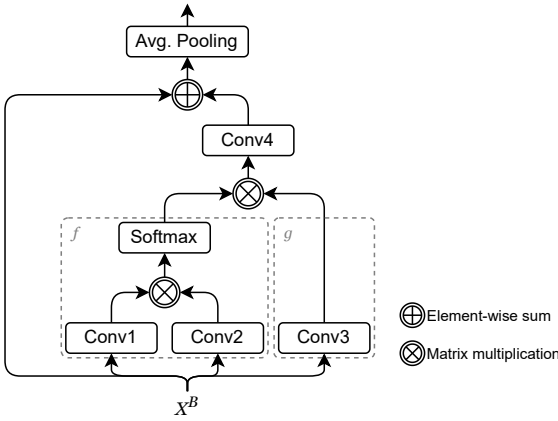 Avg. Pooling
Conv4
f
g
Softmax
Conv1
Conv2
Conv3
Element-wise sum
Matrix multiplication
X^B